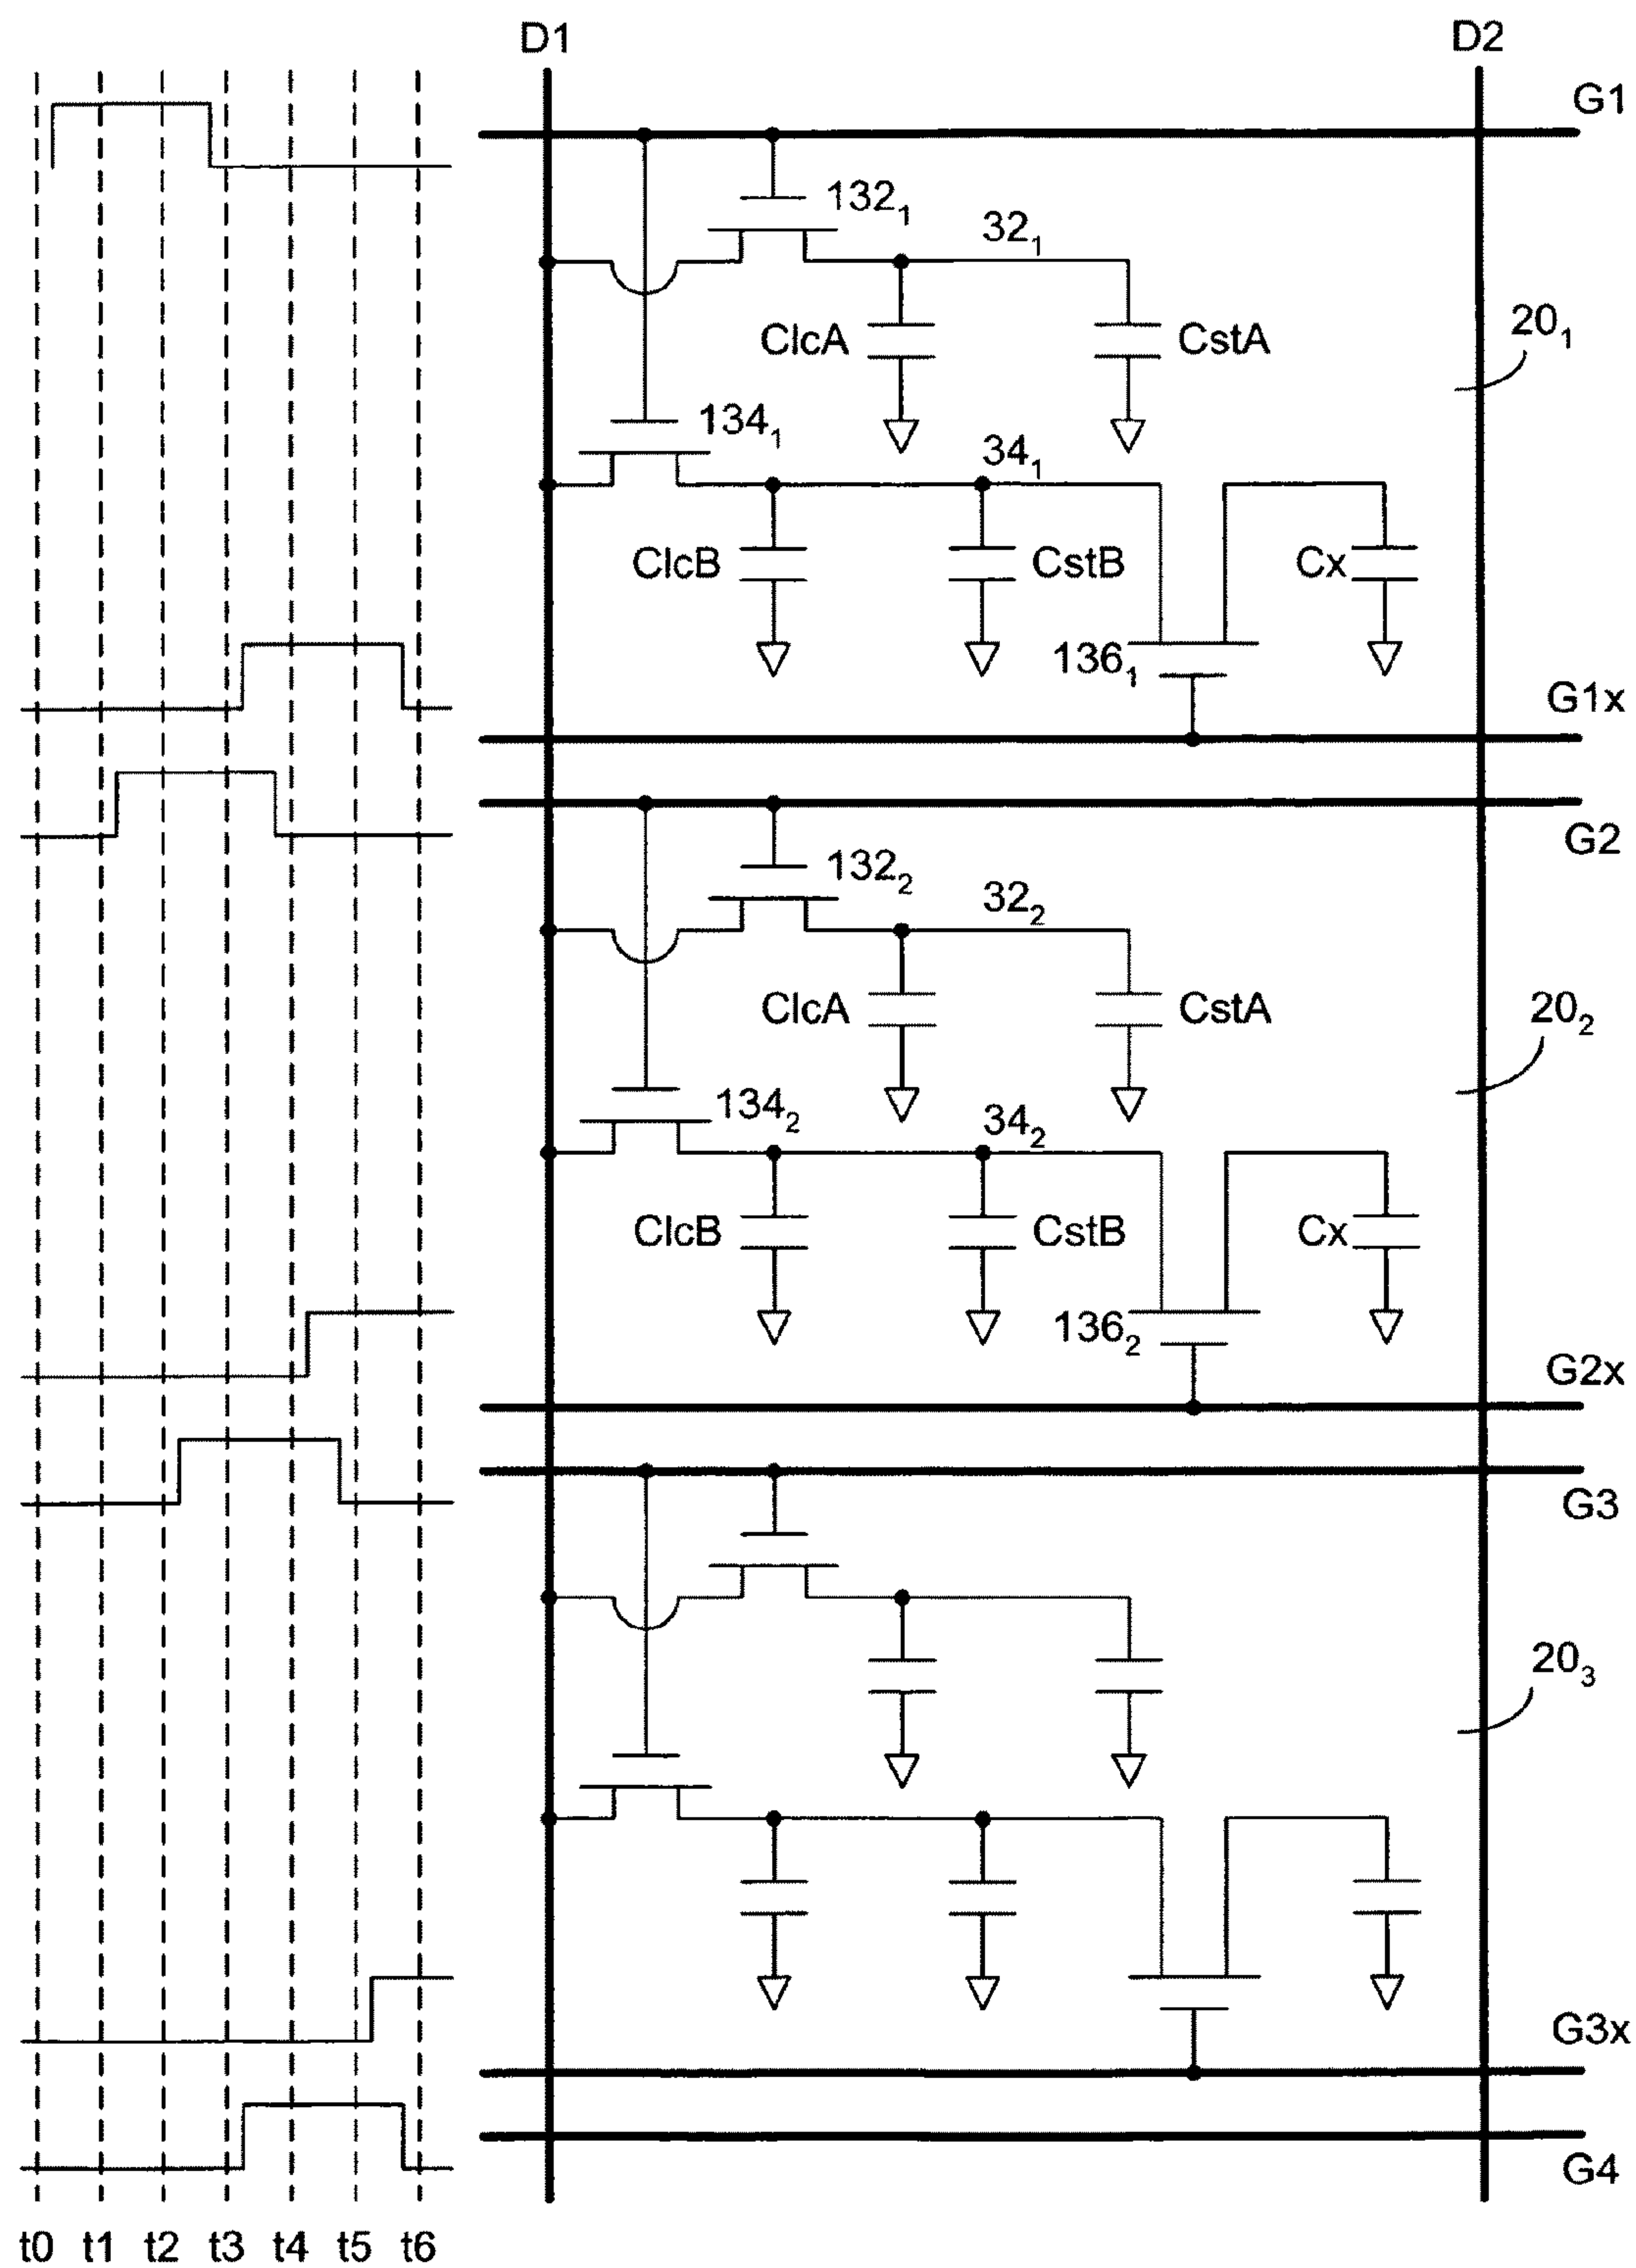 D1 D2
G1
132₁
32₁
20₁
ClcA CstA
134₁
34₁
ClcB CstB Cx
136₁
G1x
G2
132₂
32₂
ClcA CstA
20₂
134₂
34₂
ClcB CstB Cx
136₂
G2x
G3
20₃
G3x
G4
t0 t1 t2 t3 t4 t5 t6